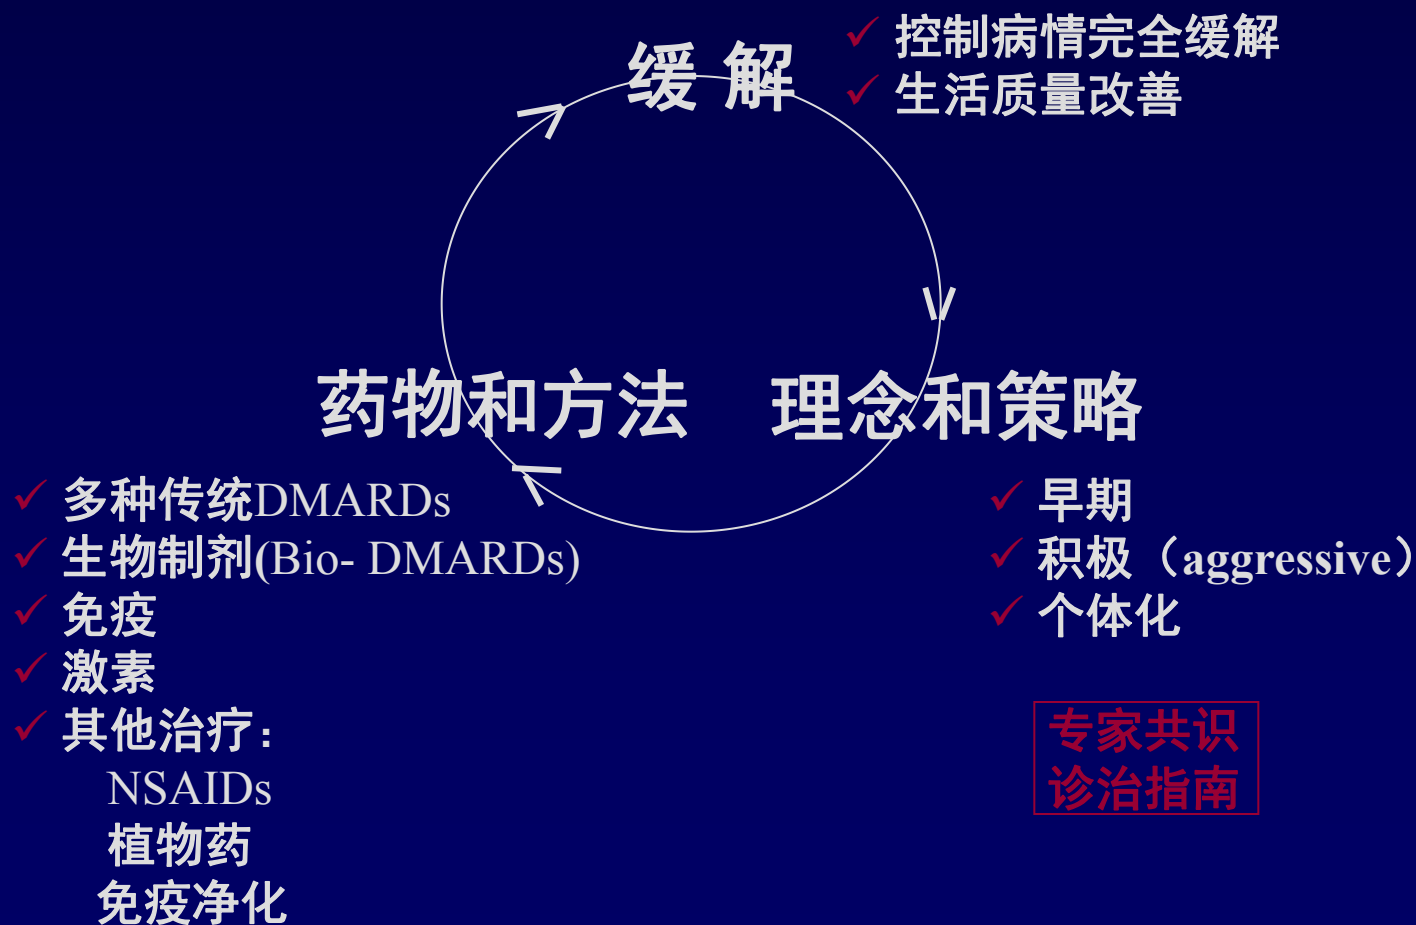 缓 解
控制病情完全缓解
生活质量改善
药物和方法
理念和策略
多种传统DMARDs
生物制剂(Bio- DMARDs)
免疫
激素
其他治疗：
NSAIDs
植物药
免疫净化
早期
积极（aggressive）
个体化
专家共识
诊治指南